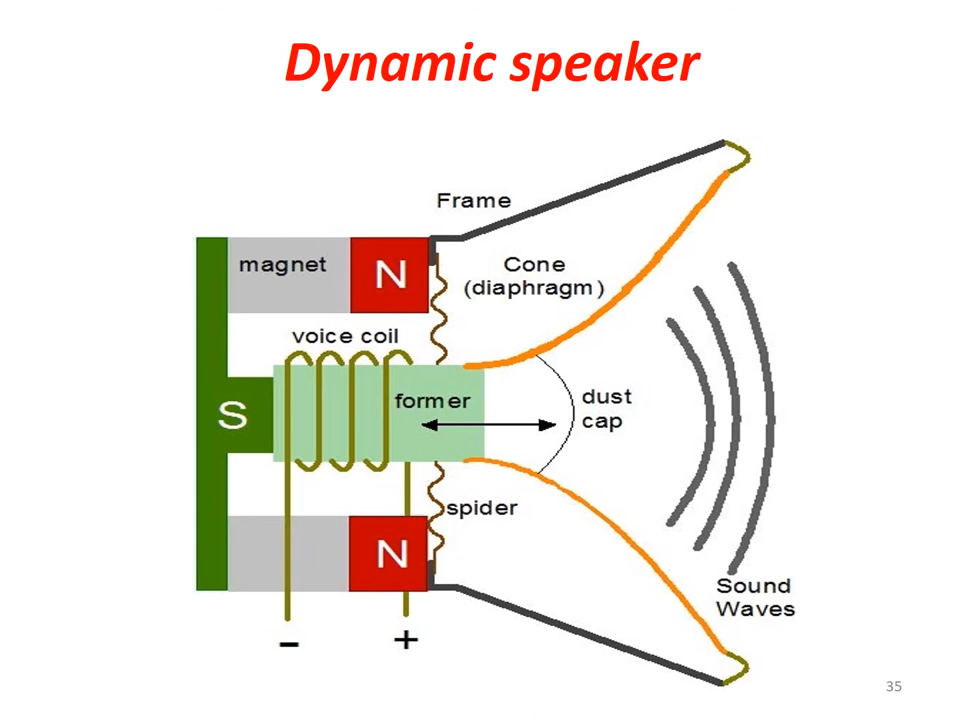 Dynamic speaker
Frame
magnet
N
Cone
(diaphragm)
voice coil
S
former
dust
cap
spider
N
Sound
Waves
-
+
35